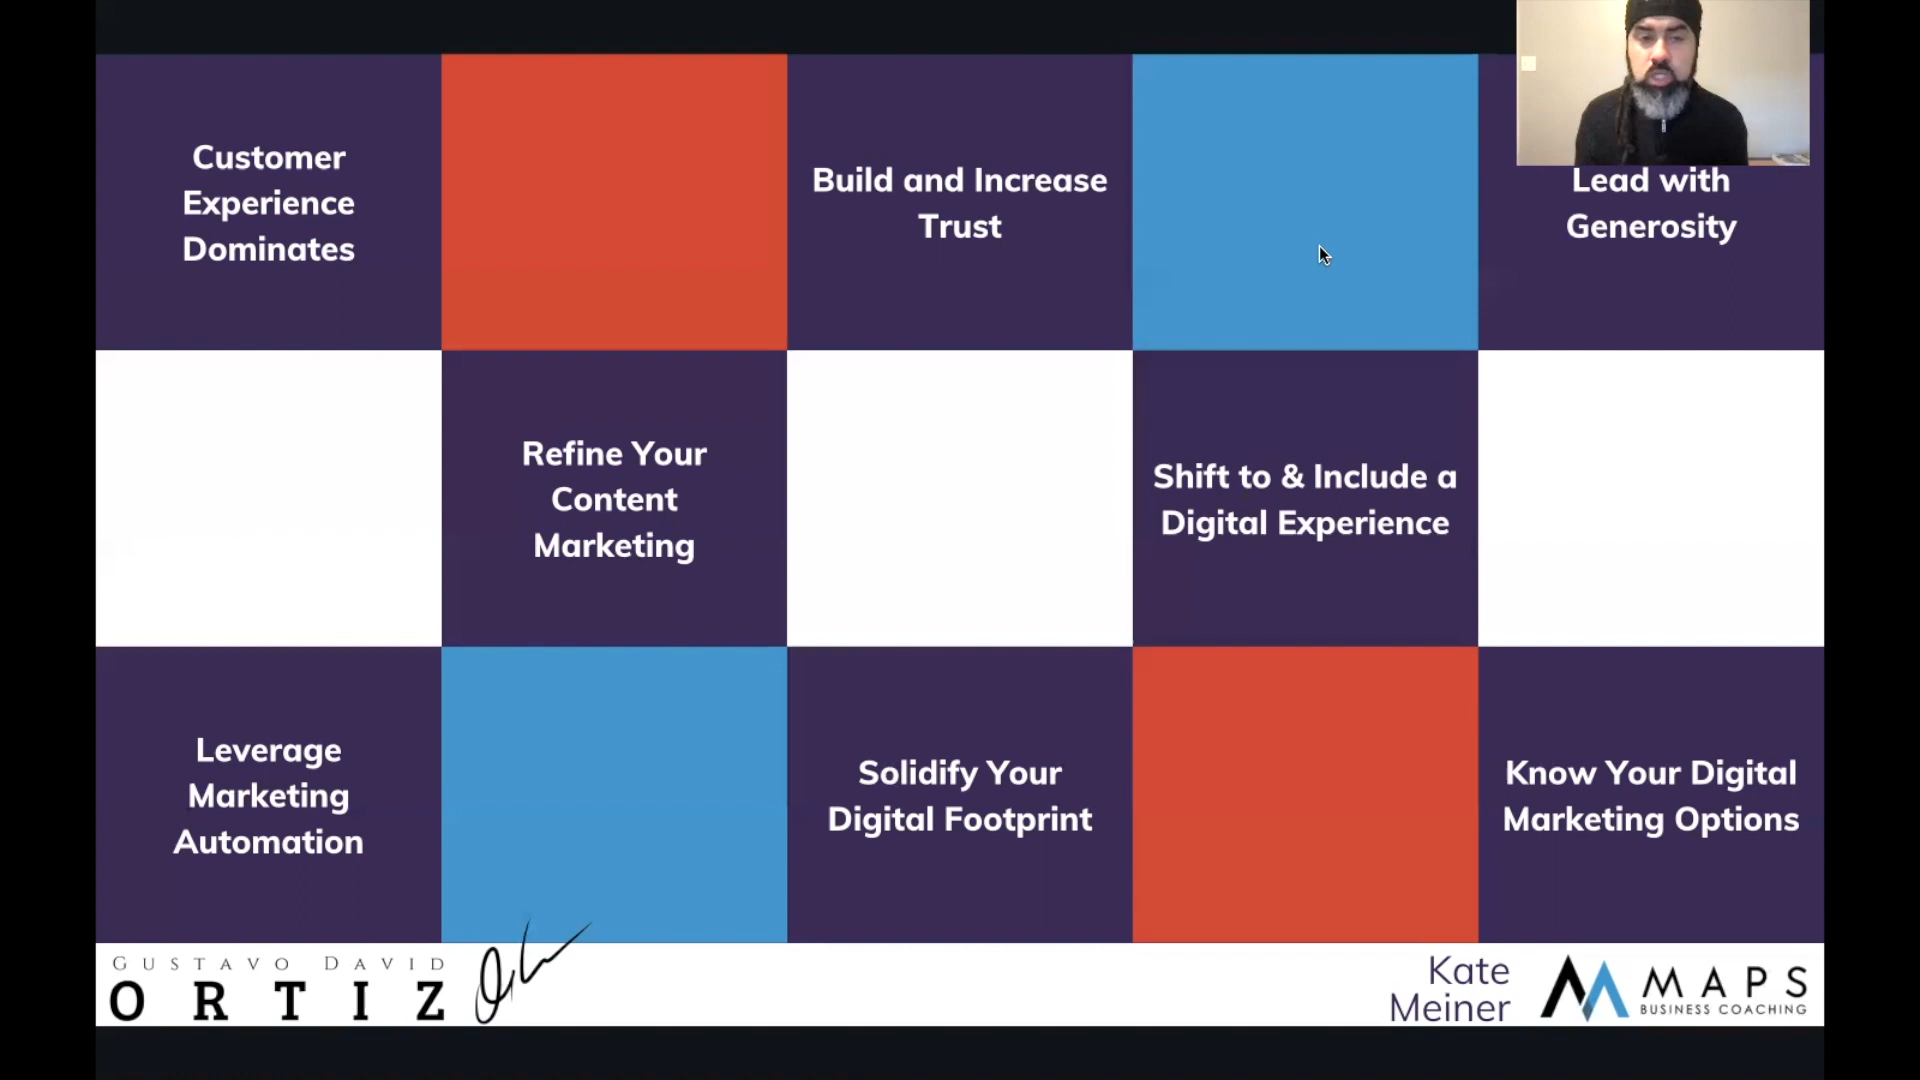 Customer
Experience
Dominates
Build and Increase
Trust
Lead with
Generosity
Refine Your
Content
Marketing
Shift to & Include a
Digital Experience
Leverage
Marketing
Automation
Solidify Your
Digital Footprint
Know Your Digital
Marketing Options
GUSTAVO DAVID
ORTIZ
Kate
Meiner
MAPS
BUSINESS COACHING